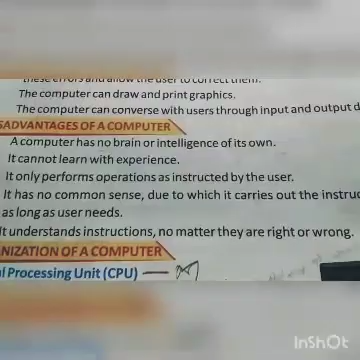 these errors and allow the user to correct them.
The computer can draw and print graphics.
The computer can converse with users through input and output d
SADVANTAGES OF A COMPUTER
A computer has no brain or intelligence of its own.
It cannot learn with experience.
It only performs operations as instructed by the user.
It has no common sense, due to which it carries out the instruc
as long as user needs.
It understands instructions, no matter they are right or wrong.
NIZATION OF A COMPUTER
l Processing Unit (CPU)
InShOt